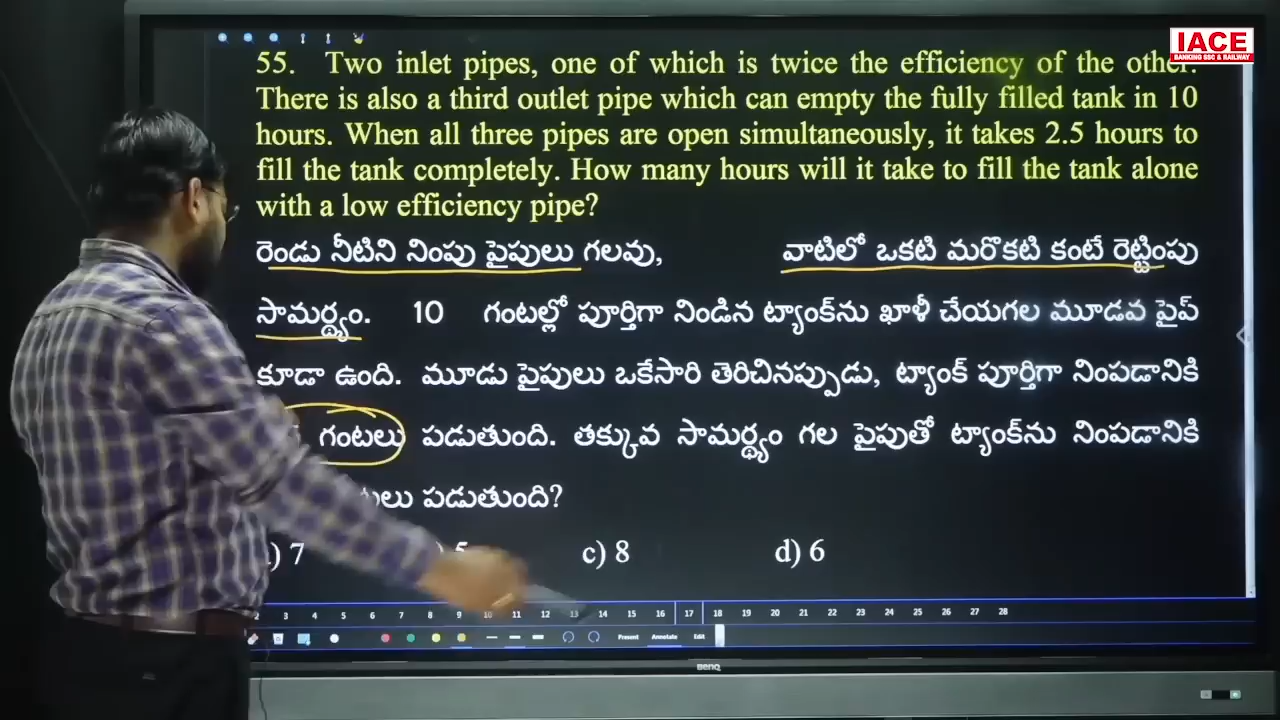 IACE
BANKING SSC & RAILWAY
55. Two inlet pipes, one of which is twice the efficiency of the other.
There is also a third outlet pipe which can empty the fully filled tank in 10
hours. When all three pipes are open simultaneously, it takes 2.5 hours to
fill the tank completely. How many hours will it take to fill the tank alone
with a low efficiency pipe?
రెండు నీటిని నింపు పైపులు గలవు, వాటిలో ఒకటి మరొకటి కంటే రెట్టింపు
సామర్థ్యం. 10 గంటల్లో పూర్తిగా నిండిన ట్యాంక్‌ను ఖాళీ చేయగల మూడవ పైప్
కూడా ఉంది. మూడు పైపులు ఒకేసారి తెరిచినప్పుడు, ట్యాంక్ పూర్తిగా నింపడానికి
గంటలు పడుతుంది. తక్కువ సామర్థ్యం గల పైపుతో ట్యాంక్‌ను నింపడానికి
పడుతుంది?
7 5 c) 8 d) 6
2 3 4 5 6 7 8 9 10 11 12 13 14 15 16 17 18 19 20 21 22 23 24 25 26 27 28
Present Annotate Edit
BenQ